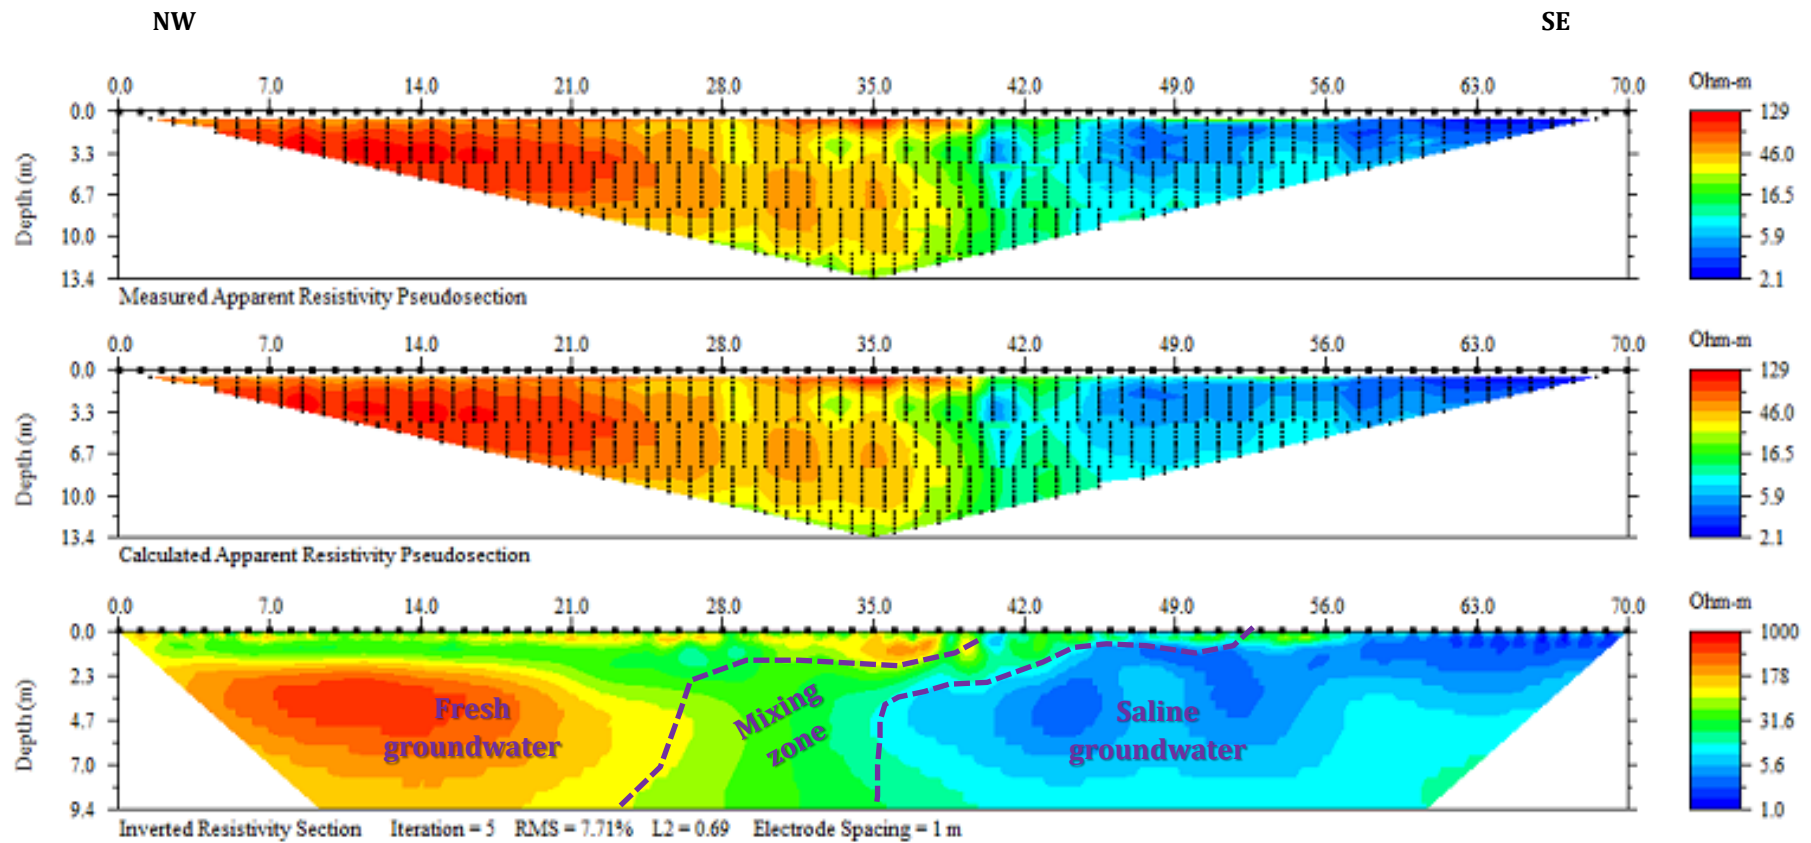 NW SE
0.0 7.0 14.0 21.0 28.0 35.0 42.0 49.0 56.0 63.0 70.0 Ohm-m
0.0
3.3
6.7
10.0
13.4
Depth (m)
129
46.0
16.5
5.9
2.1
Measured Apparent Resistivity Pseudosection
0.0 7.0 14.0 21.0 28.0 35.0 42.0 49.0 56.0 63.0 70.0 Ohm-m
0.0
3.3
6.7
10.0
13.4
Depth (m)
129
46.0
16.5
5.9
2.1
Calculated Apparent Resistivity Pseudosection
0.0 7.0 14.0 21.0 28.0 35.0 42.0 49.0 56.0 63.0 70.0 Ohm-m
0.0
2.3
4.7
7.0
9.4
Depth (m)
Fresh
groundwater
Mixing
zone
Saline
groundwater
1000
178
31.6
5.6
1.0
Inverted Resistivity Section Iteration = 5 RMS = 7.71% L2 = 0.69 Electrode Spacing = 1 m